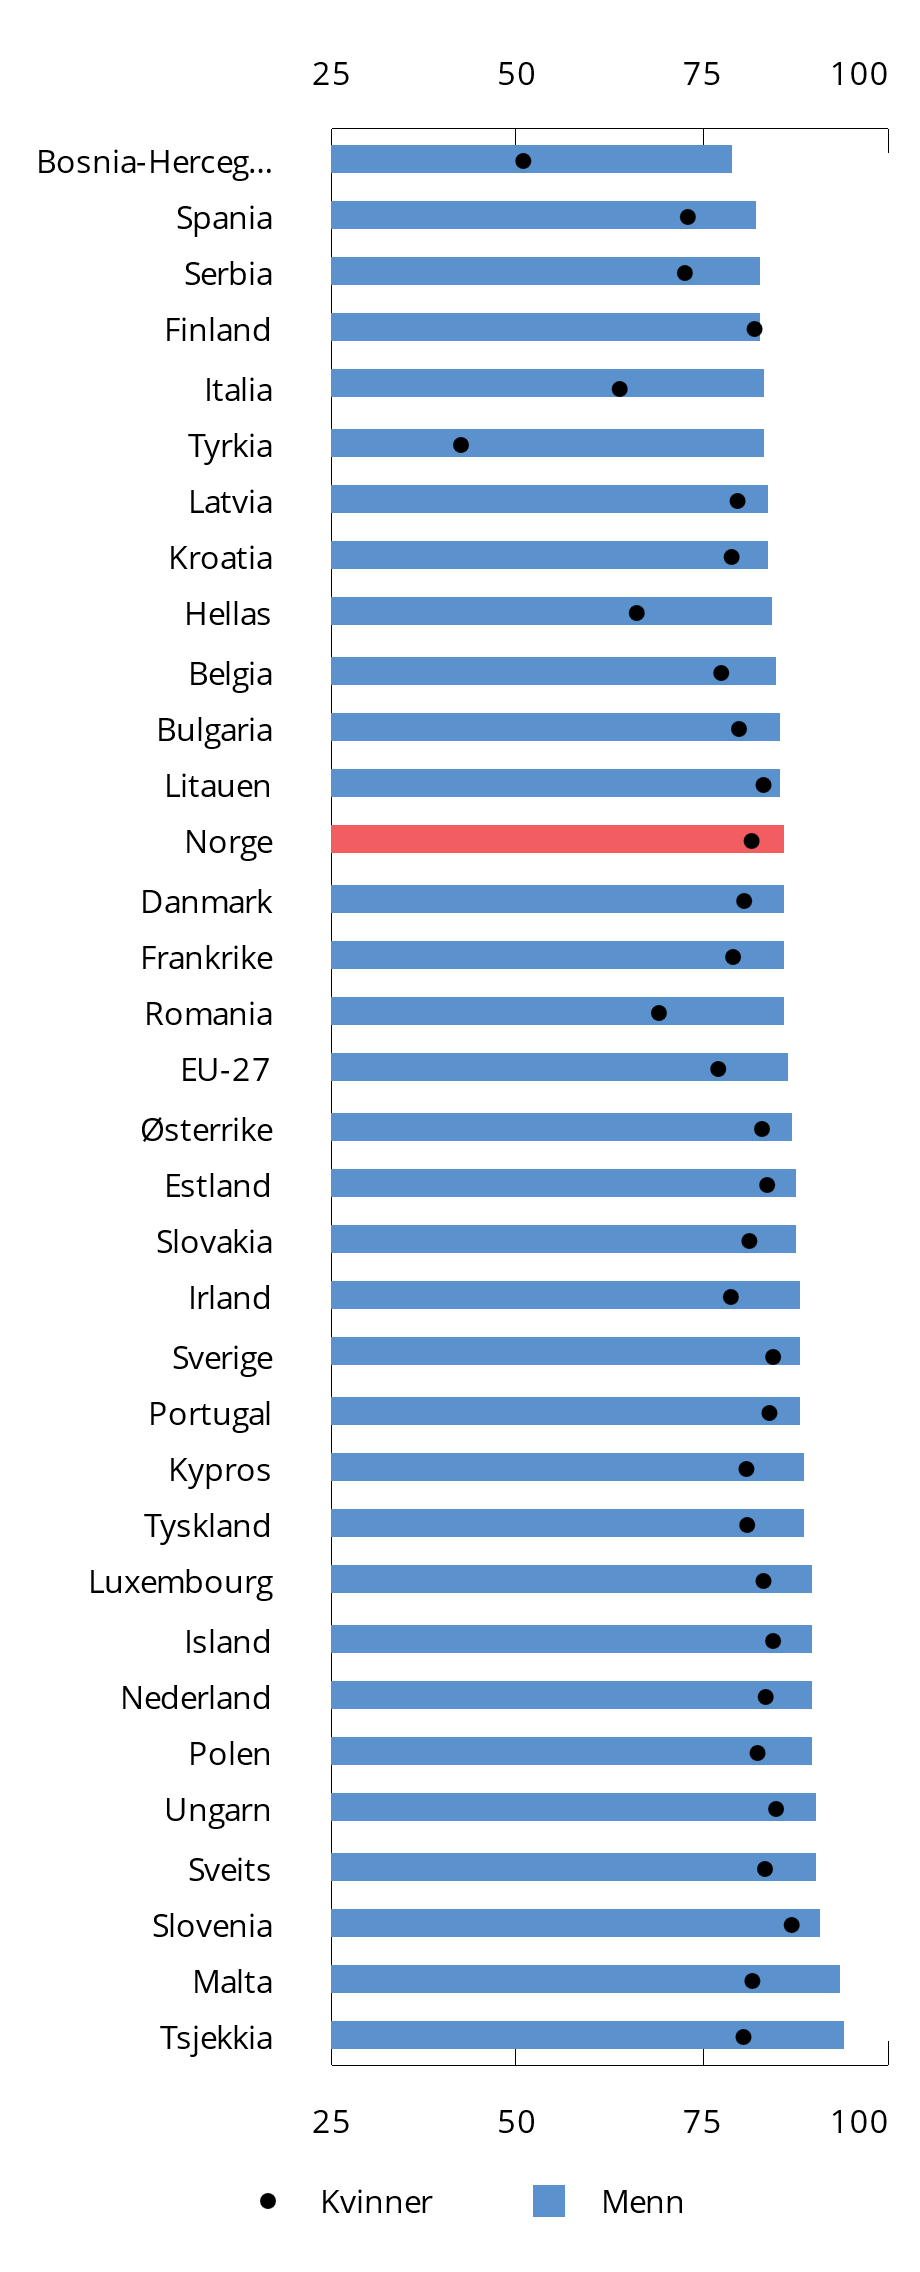 25 50 75 100
Bosnia-Herceg...
Spania
Serbia
Finland
Italia
Tyrkia
Latvia
Kroatia
Hellas
Belgia
Bulgaria
Litauen
Norge
Danmark
Frankrike
Romania
EU-27
Østerrike
Estland
Slovakia
Irland
Sverige
Portugal
Kypros
Tyskland
Luxembourg
Island
Nederland
Polen
Ungarn
Sveits
Slovenia
Malta
Tsjekkia
25 50 75 100
Kvinner Menn